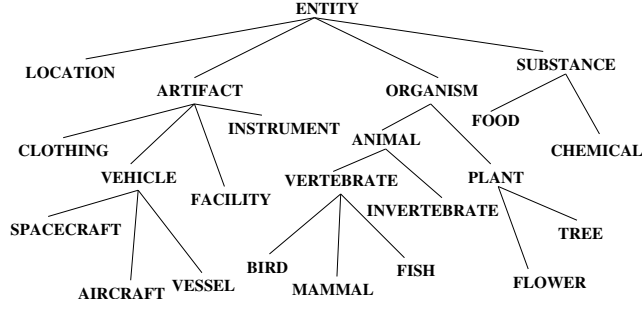 ENTITY
LOCATION
ARTIFACT
ORGANISM
SUBSTANCE
CLOTHING
INSTRUMENT
ANIMAL
FOOD
CHEMICAL
VEHICLE
FACILITY
VERTEBRATE
INVERTEBRATE
PLANT
SPACECRAFT
AIRCRAFT
VESSEL
BIRD
MAMMAL
FISH
FLOWER
TREE